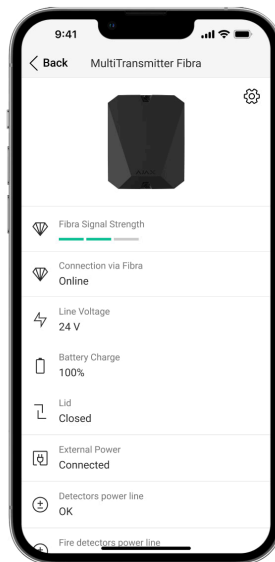 9:41
Back MultiTransmitter Fibra
AJAX
Fibra Signal Strength
Connection via Fibra
Online
Line Voltage
24 V
Battery Charge
100%
Lid
Closed
External Power
Connected
Detectors power line
OK
Fire detectors power line